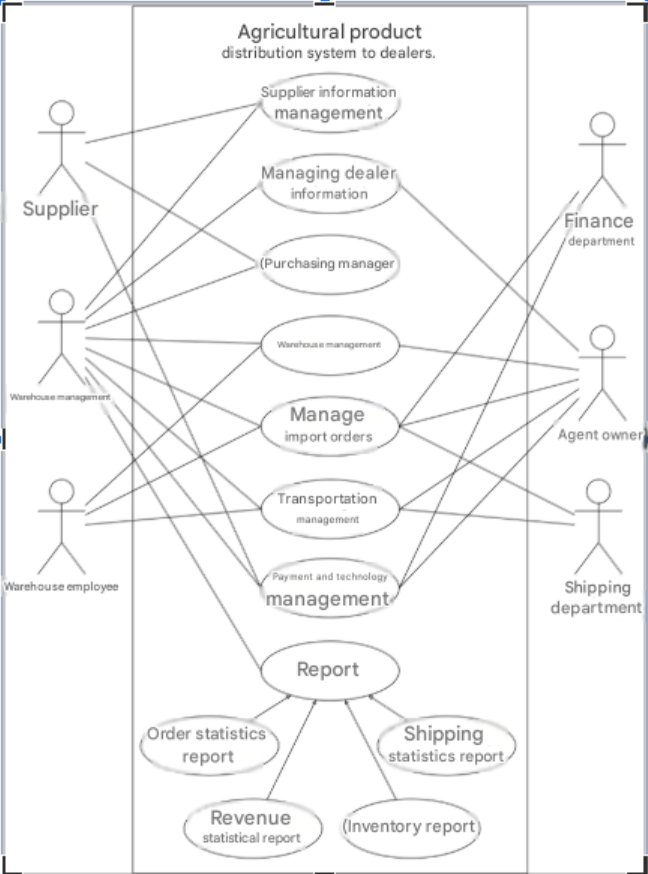 Agricultural product
distribution system to dealers.
Supplier information
management
Managing dealer
information
Supplier
Finance
department
(Purchasing manager
Warehouse management
Warehouse management
Manage
import orders
Agent owner
Transportation
management
Warehouse employee
Payment and technology
management
Shipping
department
Report
Order statistics
report
Shipping
statistics report
Revenue
statistical report
(Inventory report)